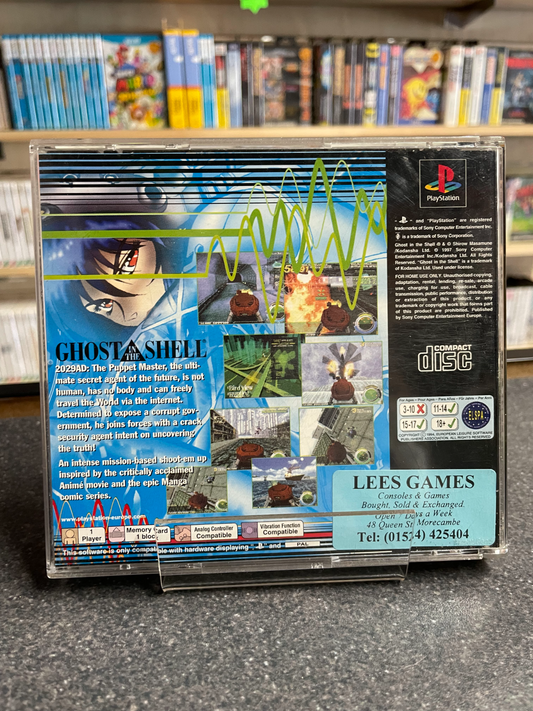 PlayStation
"PlayStation" are registered
trademarks of Sony Computer Entertainment Inc.
is a trademark of Sony Corporation.
Ghost in the Shell ® & © Shirow Masamune
/Kodansha Ltd. © 1997 Sony Computer
Entertainment Inc./Kodansha Ltd. All Rights
Reserved. "Ghost in the Shell" is a trademark
of Kodansha Ltd. Used under license.
FOR HOME USE ONLY. Unauthorised copying,
adaptation, rental, lending, re-sale, arcade
use, charging for use, broadcast, cable
transmission, public performance, distribution
or extraction of this product or any
trademark or copyright work that forms part
of this product are prohibited. Published
by Sony Computer Entertainment Europe.
COMPACT
disc
3-10
11-14
15-17
18+
ELSPA
GHOST IN THE SHELL
2029AD: The Puppet Master, the ulti-
mate secret agent of the future, is not
human, has no body and can freely
travel the World via the internet.
Determined to expose a corrupt gov-
ernment, he joins forces with a crack
security agent intent on uncovering
the truth!
An intense mission-based shoot-em up
inspired by the critically acclaimed
Animé movie and the epic Manga
comic series.
www.playstation-europe.com
1
Player
Memory Card
1 block
Analog Controller
Compatible
Vibration Function
Compatible
This software is only compatible with hardware displaying
and
PAL
LEES GAMES
Consoles & Games
Bought, Sold & Exchanged.
Open 7 Days a Week
48 Queen St Morecambe
Tel: (01524) 425404